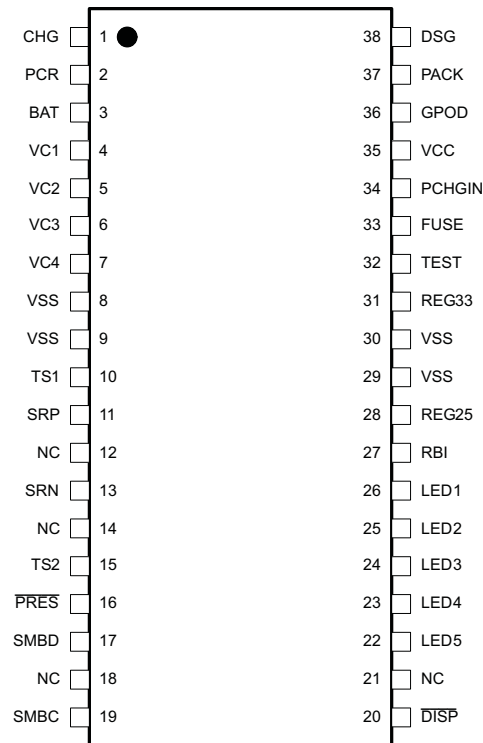 CHG 1 38 DSG
PCR 2 37 PACK
BAT 3 36 GPOD
VC1 4 35 VCC
VC2 5 34 PCHGIN
VC3 6 33 FUSE
VC4 7 32 TEST
VSS 8 31 REG33
VSS 9 30 VSS
TS1 10 29 VSS
SRP 11 28 REG25
NC 12 27 RBI
SRN 13 26 LED1
NC 14 25 LED2
TS2 15 24 LED3
PRES 16 23 LED4
SMBD 17 22 LED5
NC 18 21 NC
SMBC 19 20 DISP